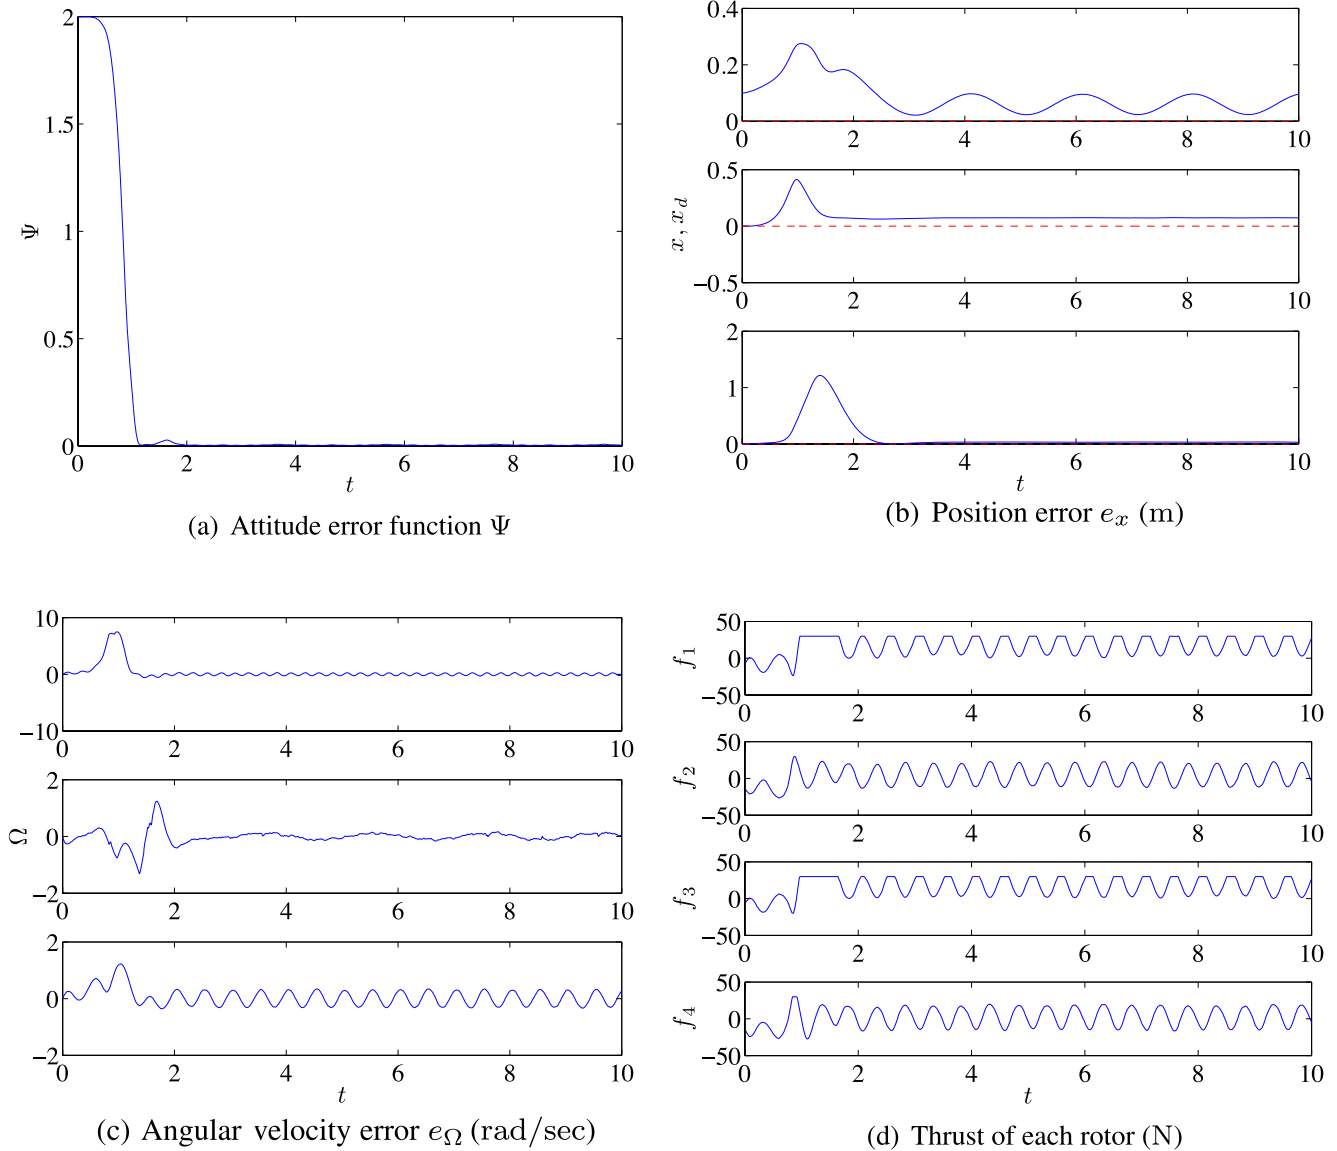 2
1.5
1
0.5
0
Ψ
0 2 4 6 8 10
t
(a) Attitude error function Ψ
0.4
0.2
0
0 2 4 6 8 10
0.5
0
−0.5
x, x_d
0 2 4 6 8 10
2
1
0
0 2 4 6 8 10
t
(b) Position error e_x (m)
10
0
−10
0 2 4 6 8 10
2
0
−2
Ω
0 2 4 6 8 10
2
0
−2
0 2 4 6 8 10
t
(c) Angular velocity error e_Ω (rad/sec)
50
0
−50
f_1
0 2 4 6 8 10
50
0
−50
f_2
0 2 4 6 8 10
50
0
−50
f_3
0 2 4 6 8 10
50
0
−50
f_4
0 2 4 6 8 10
t
(d) Thrust of each rotor (N)